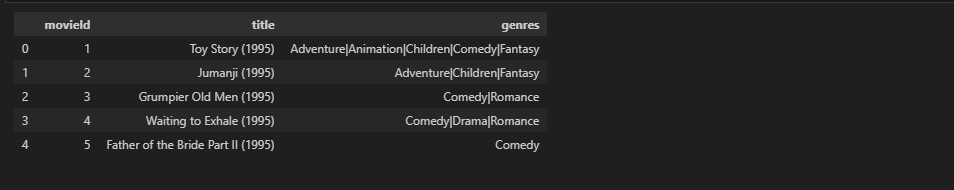 movieId title genres
0 1 Toy Story (1995) Adventure|Animation|Children|Comedy|Fantasy
1 2 Jumanji (1995) Adventure|Children|Fantasy
2 3 Grumpier Old Men (1995) Comedy|Romance
3 4 Waiting to Exhale (1995) Comedy|Drama|Romance
4 5 Father of the Bride Part II (1995) Comedy